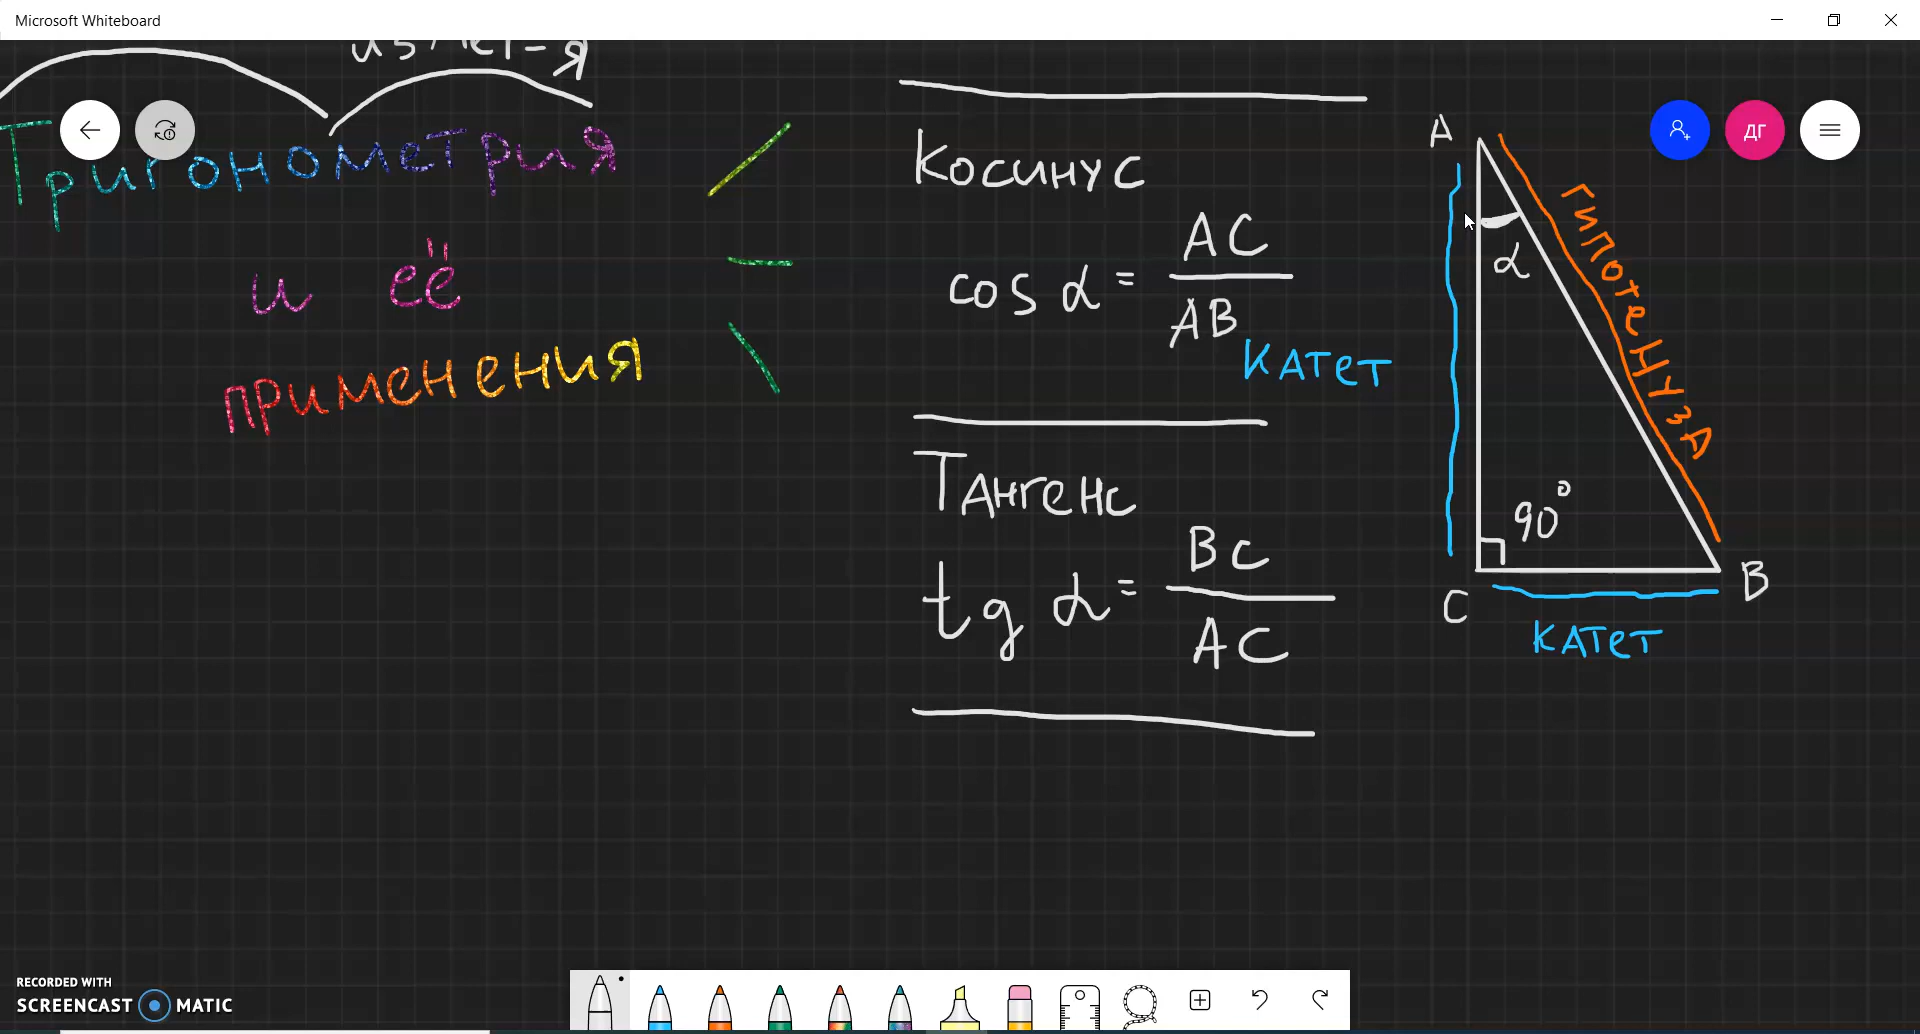 Microsoft Whiteboard
Тригонометрия
и её
применения
Косинус
cos α = AC
AB
катет
Тангенс
tg α = BC
AC
A
α
гипотенуза
90°
C
B
катет
ДГ
RECORDED WITH
SCREENCAST MATIC